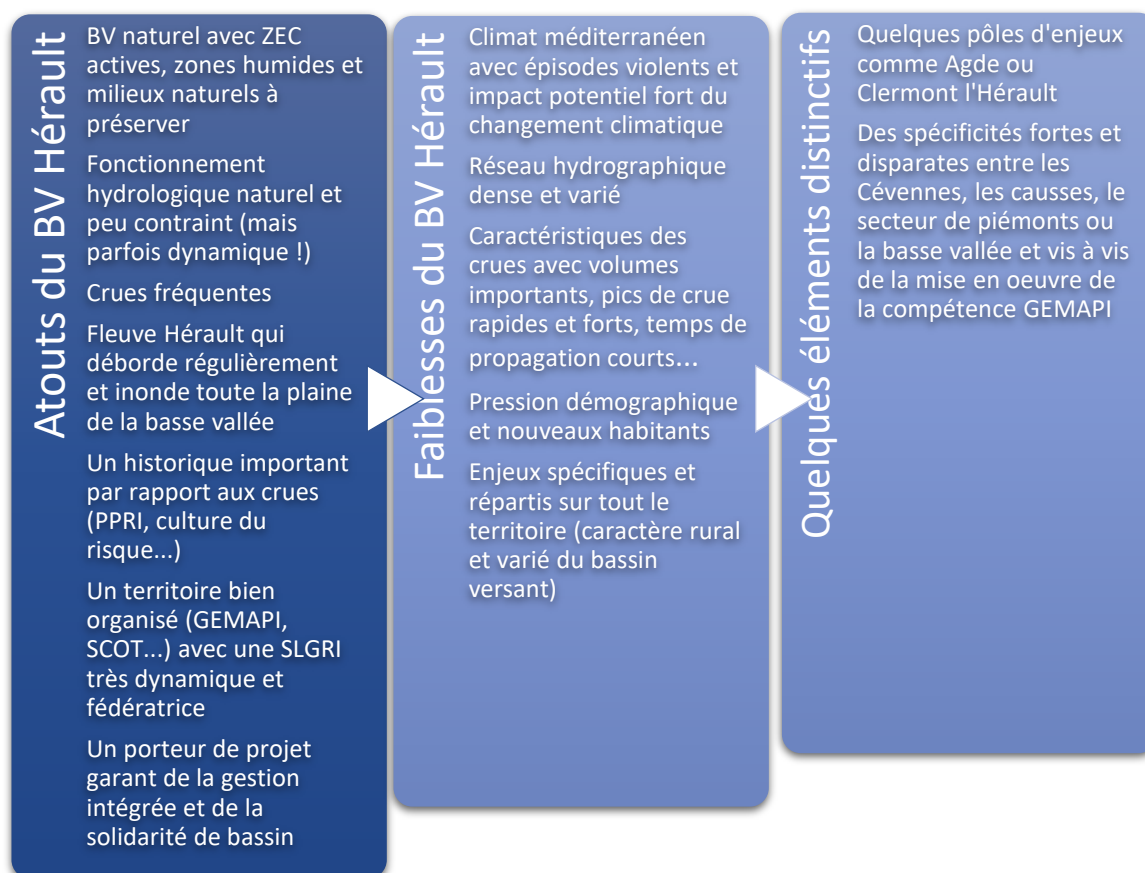 Atouts du BV Hérault
BV naturel avec ZEC
actives, zones humides et
milieux naturels à
préserver
Fonctionnement
hydrologique naturel et
peu contraint (mais
parfois dynamique !)
Crues fréquentes
Fleuve Hérault qui
déborde régulièrement
et inonde toute la plaine
de la basse vallée
Un historique important
par rapport aux crues
(PPRI, culture du
risque...)
Un territoire bien
organisé (GEMAPI,
SCOT...) avec une SLGRI
très dynamique et
fédératrice
Un porteur de projet
garant de la gestion
intégrée et de la
solidarité de bassin
Faiblesses du BV Hérault
Climat méditerranéen
avec épisodes violents et
impact potentiel fort du
changement climatique
Réseau hydrographique
dense et varié
Caractéristiques des
crues avec volumes
importants, pics de crue
rapides et forts, temps de
propagation courts...
Pression démographique
et nouveaux habitants
Enjeux spécifiques et
répartis sur tout le
territoire (caractère rural
et varié du bassin
versant)
Quelques éléments distinctifs
Quelques pôles d'enjeux
comme Agde ou
Clermont l'Hérault
Des spécificités fortes et
disparates entre les
Cévennes, les causses, le
secteur de piémonts ou
la basse vallée et vis à vis
de la mise en oeuvre de
la compétence GEMAPI